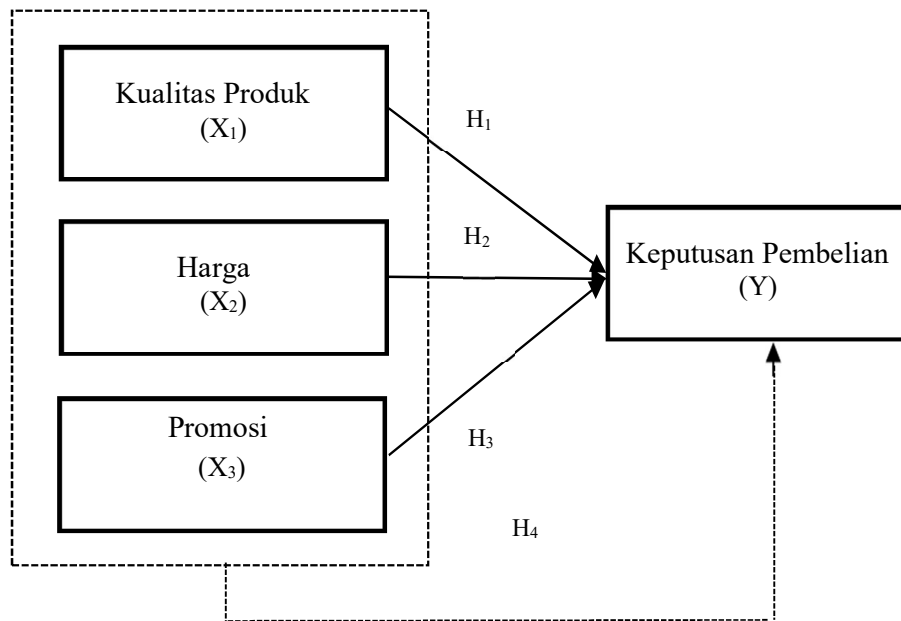 Kualitas Produk
(X₁)
H₁
Harga
(X₂)
H₂
Keputusan Pembelian
(Y)
Promosi
(X₃)
H₃
H₄